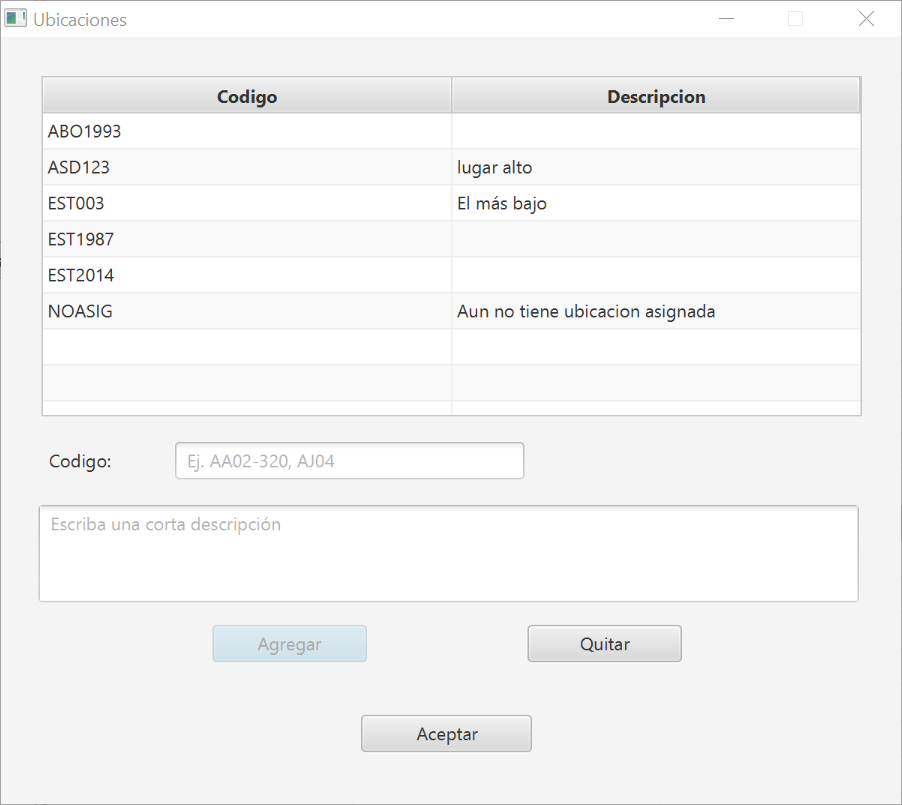 Ubicaciones
Codigo Descripcion
ABO1993
ASD123 lugar alto
EST003 El más bajo
EST1987
EST2014
NOASIG Aun no tiene ubicacion asignada
Codigo: Ej. AA02-320, AJ04
Escriba una corta descripción
Agregar Quitar
Aceptar